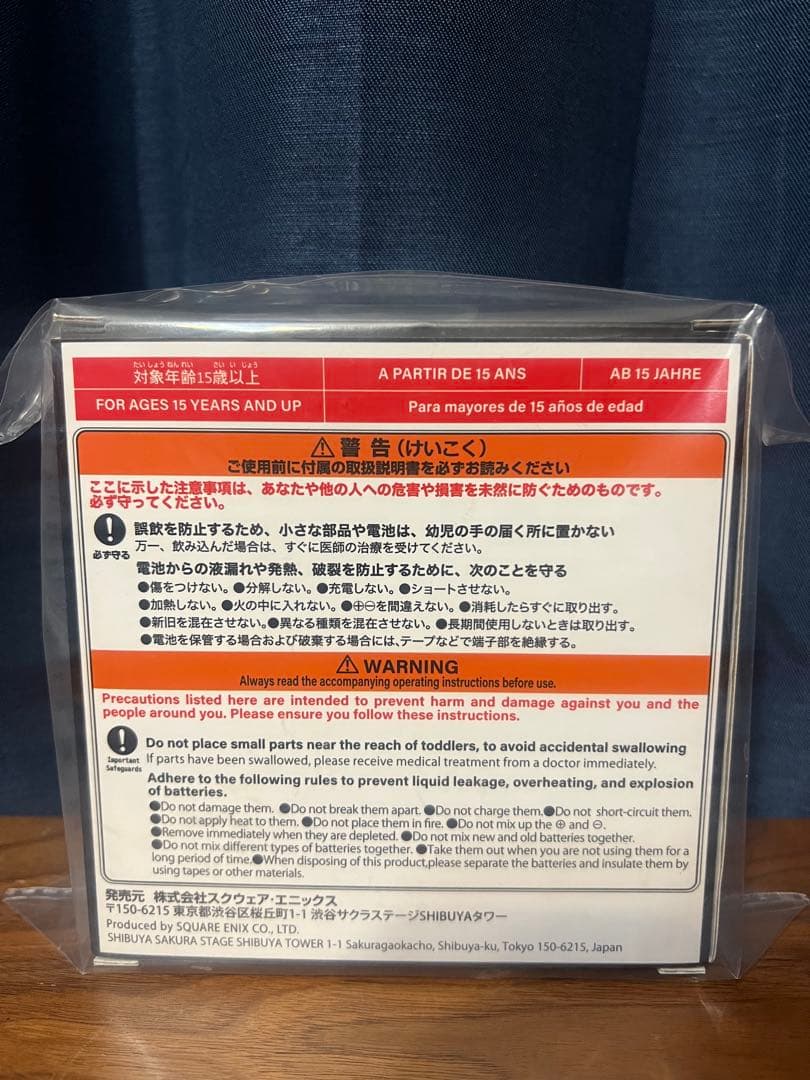 たいしょうねんれい さいいじょう
対象年齢15歳以上
A PARTIR DE 15 ANS
AB 15 JAHRE
FOR AGES 15 YEARS AND UP
Para mayores de 15 años de edad
⚠ 警告(けいこく)
ご使用前に付属の取扱説明書を必ずお読みください
ここに示した注意事項は、あなたや他の人への危害や損害を未然に防ぐためのものです。
必ず守ってください。
必ず守る
誤飲を防止するため、小さな部品や電池は、幼児の手の届く所に置かない
万一、飲み込んだ場合は、すぐに医師の治療を受けてください。
電池からの液漏れや発熱、破裂を防止するために、次のことを守る
●傷をつけない。●分解しない。●充電しない。●ショートさせない。
●加熱しない。●火の中に入れない。●⊕⊖を間違えない。●消耗したらすぐに取り出す。
●新旧を混在させない。●異なる種類を混在させない。●長期間使用しないときは取り出す。
●電池を保管する場合および破棄する場合には、テープなどで端子部を絶縁する。
⚠ WARNING
Always read the accompanying operating instructions before use.
Precautions listed here are intended to prevent harm and damage against you and the
people around you. Please ensure you follow these instructions.
Important
Safeguards
Do not place small parts near the reach of toddlers, to avoid accidental swallowing
If parts have been swallowed, please receive medical treatment from a doctor immediately.
Adhere to the following rules to prevent liquid leakage, overheating, and explosion
of batteries.
●Do not damage them. ●Do not break them apart. ●Do not charge them.●Do not short-circuit them.
●Do not apply heat to them. ●Do not place them in fire. ●Do not mix up the ⊕ and ⊖.
●Remove immediately when they are depleted. ●Do not mix new and old batteries together.
●Do not mix different types of batteries together. ●Take them out when you are not using them for a
long period of time.●When disposing of this product,please separate the batteries and insulate them by
using tapes or other materials.
発売元 株式会社スクウェア・エニックス
〒150-6215 東京都渋谷区桜丘町1-1 渋谷サクラステージSHIBUYAタワー
Produced by SQUARE ENIX CO., LTD.
SHIBUYA SAKURA STAGE SHIBUYA TOWER 1-1 Sakuragaokacho, Shibuya-ku, Tokyo 150-6215, Japan